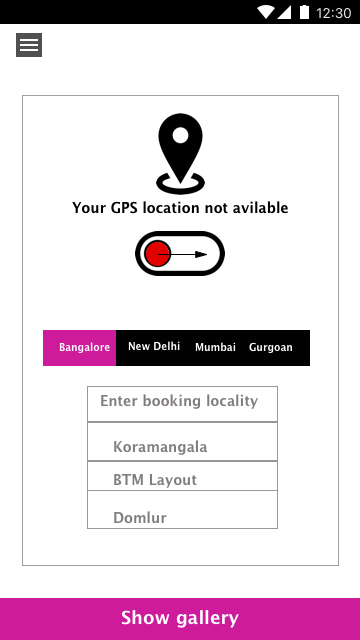 12:30
Your GPS location not avilable
Bangalore New Delhi Mumbai Gurgoan
Enter booking locality
Koramangala
BTM Layout
Domlur
Show gallery